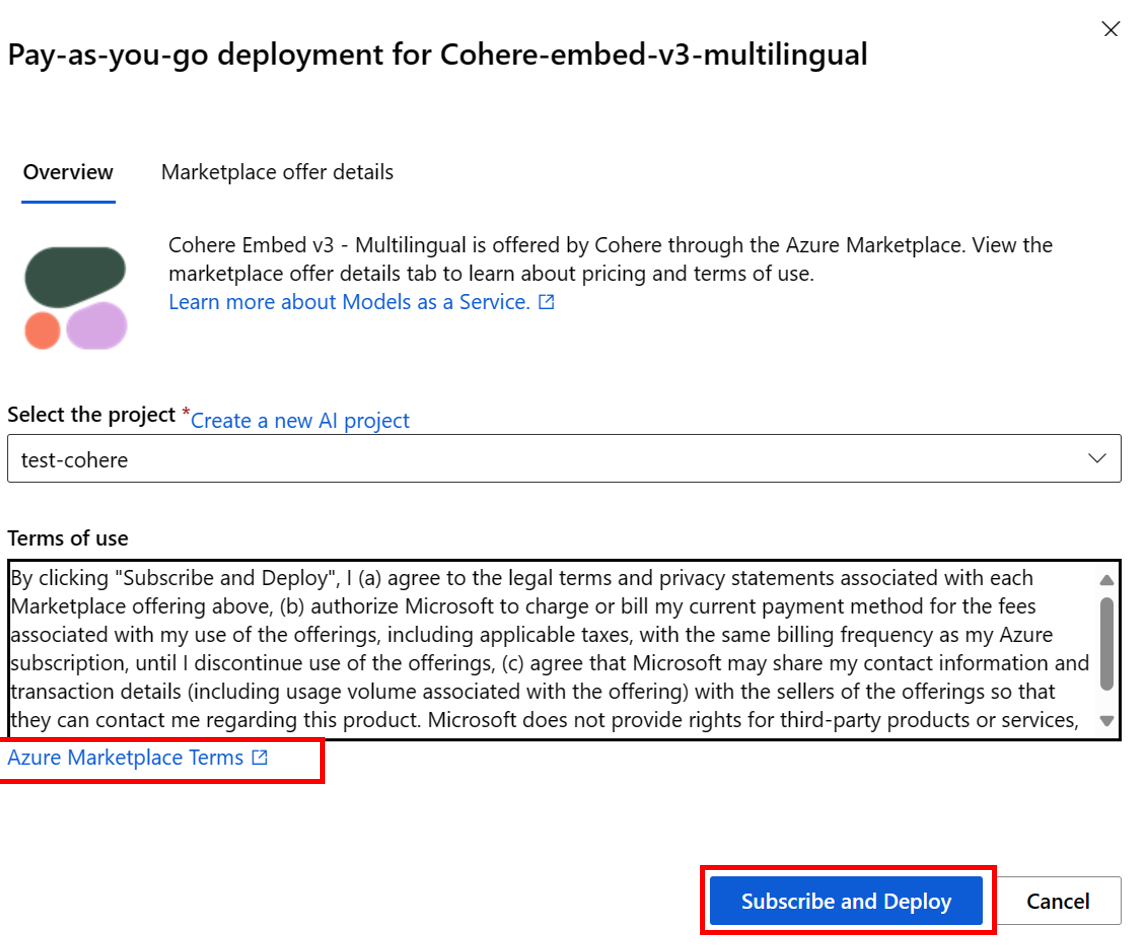 Pay-as-you-go deployment for Cohere-embed-v3-multilingual
Overview
Marketplace offer details
Cohere Embed v3 - Multilingual is offered by Cohere through the Azure Marketplace. View the
marketplace offer details tab to learn about pricing and terms of use.
Learn more about Models as a Service.
Select the project * Create a new AI project
test-cohere
Terms of use
By clicking "Subscribe and Deploy", I (a) agree to the legal terms and privacy statements associated with each
Marketplace offering above, (b) authorize Microsoft to charge or bill my current payment method for the fees
associated with my use of the offerings, including applicable taxes, with the same billing frequency as my Azure
subscription, until I discontinue use of the offerings, (c) agree that Microsoft may share my contact information and
transaction details (including usage volume associated with the offering) with the sellers of the offerings so that
they can contact me regarding this product. Microsoft does not provide rights for third-party products or services,
Azure Marketplace Terms
Subscribe and Deploy
Cancel